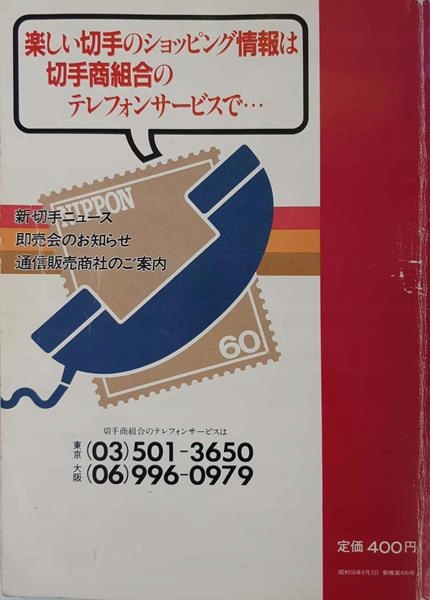 楽しい切手のショッピング情報は
切手商組合の
テレフォンサービスで…
NIPPON
新切手ニュース
即売会のお知らせ
通信販売商社のご案内
60
切手商組合のテレフォンサービスは
東京 (03)501-3650
大阪 (06)996-0979
定価 400円